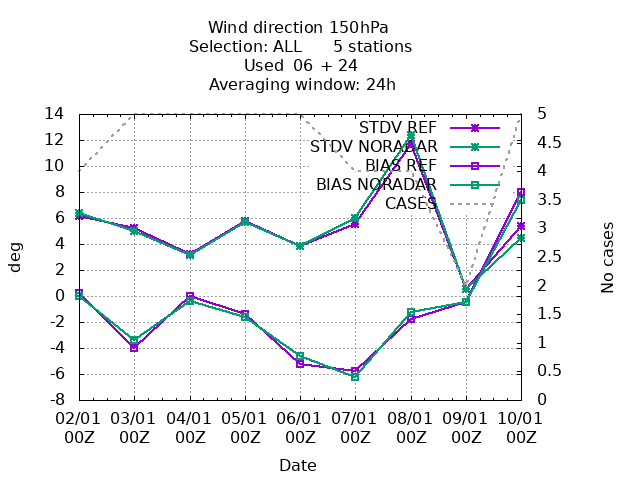 Wind direction 150hPa
Selection: ALL 5 stations
Used 06 + 24
Averaging window: 24h
STDV REF
STDV NORADAR
BIAS REF
BIAS NORADAR
CASES
14
12
10
8
6
4
2
0
-2
-4
-6
-8
deg
5
4.5
4
3.5
3
2.5
2
1.5
1
0.5
0
No cases
02/01 03/01 04/01 05/01 06/01 07/01 08/01 09/01 10/01
00Z 00Z 00Z 00Z 00Z 00Z 00Z 00Z 00Z
Date